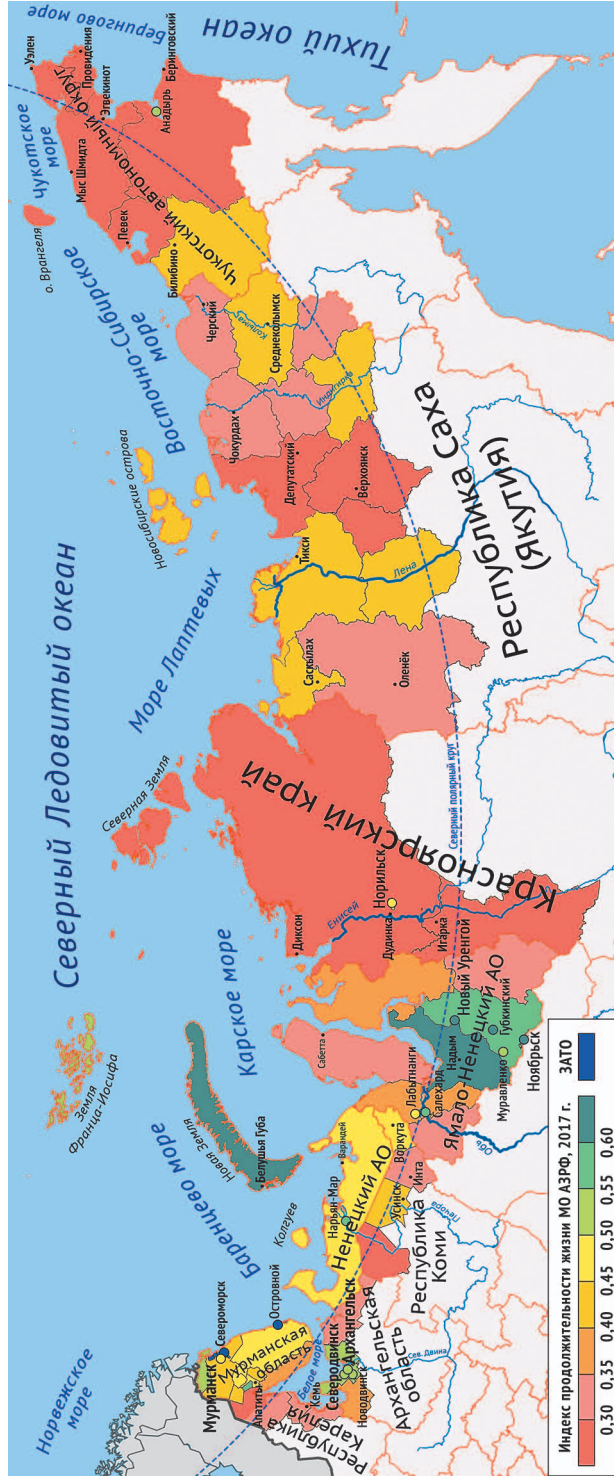 Северный Ледовитый океан
Тихий океан
Берингово море
Чукотское
море
Восточно-Сибирское
море
Море Лаптевых
Карское море
Баренцево море
Норвежское
море
Белое море
о. Врангеля
Новосибирские острова
Северная Земля
Земля
Франца-Иосифа
Новая Земля
Колгуев
Уэлен
Провидения
Эгвекинот
Беринговский
Анадырь
Мыс Шмидта
Певек
Билибино
Чукотский автономный округ
Черский
Колыма
Среднеколымск
Индигирка
Чокурдах
Депутатский
Верхоянск
Тикси
Лена
Саскылах
Оленёк
Республика Саха
(Якутия)
Северный полярный круг
Красноярский край
Диксон
Енисей
Норильск
Дудинка
Игарка
Новый Уренгой
Сабетта
Надым
Губкинский
Муравленко
Ноябрьск
Ямало-Ненецкий АО
Лабытнанги
Салехард
Обь
Белушья Губа
Варандей
Воркута
Нарьян-Мар
Ненецкий АО
Инта
Усинск
Печора
Республика
Коми
Островной
Североморск
Мурманск
Мурманская
область
Апатиты
Кемь
Северодвинск
Архангельск
Новодвинск
Сев. Двина
Архангельская
область
Республика
Карелия
Индекс продолжительности жизни МО АЗРФ, 2017 г.
ЗАТО
0.30 0.35 0.40 0.45 0.50 0.55 0.60